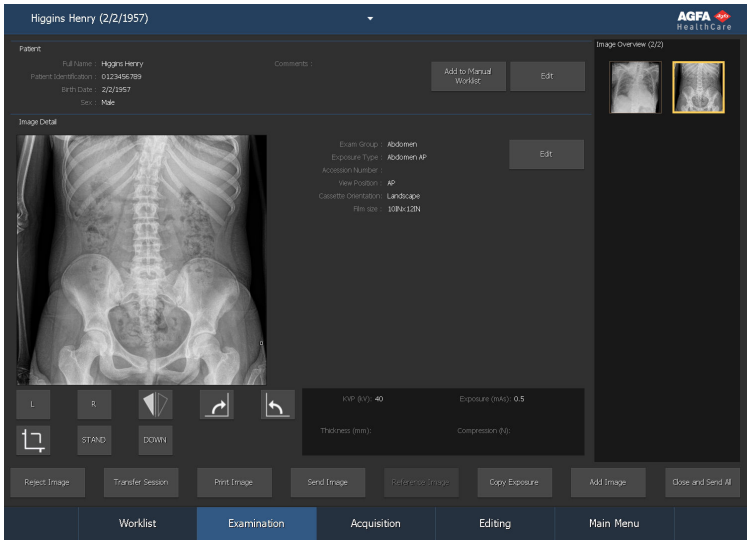 Higgins Henry (2/2/1957)
AGFA
HealthCare
Patient
Full Name : Higgins Henry
Comments :
Patient Identification : 0123456789
Birth Date : 2/2/1957
Sex : Male
Add to Manual
Worklist
Edit
Image Overview (2/2)
Image Detail
Exam Group : Abdomen
Exposure Type : Abdomen AP
Accession Number :
View Position : AP
Cassette Orientation: Landscape
Film size : 10INx12IN
Edit
L
R
STAND
DOWN
KVP (kV): 40
Exposure (mAs): 0.5
Thickness (mm):
Compression (N):
Reject Image
Transfer Session
Print Image
Send Image
Reference Image
Copy Exposure
Add Image
Close and Send All
Worklist
Examination
Acquisition
Editing
Main Menu